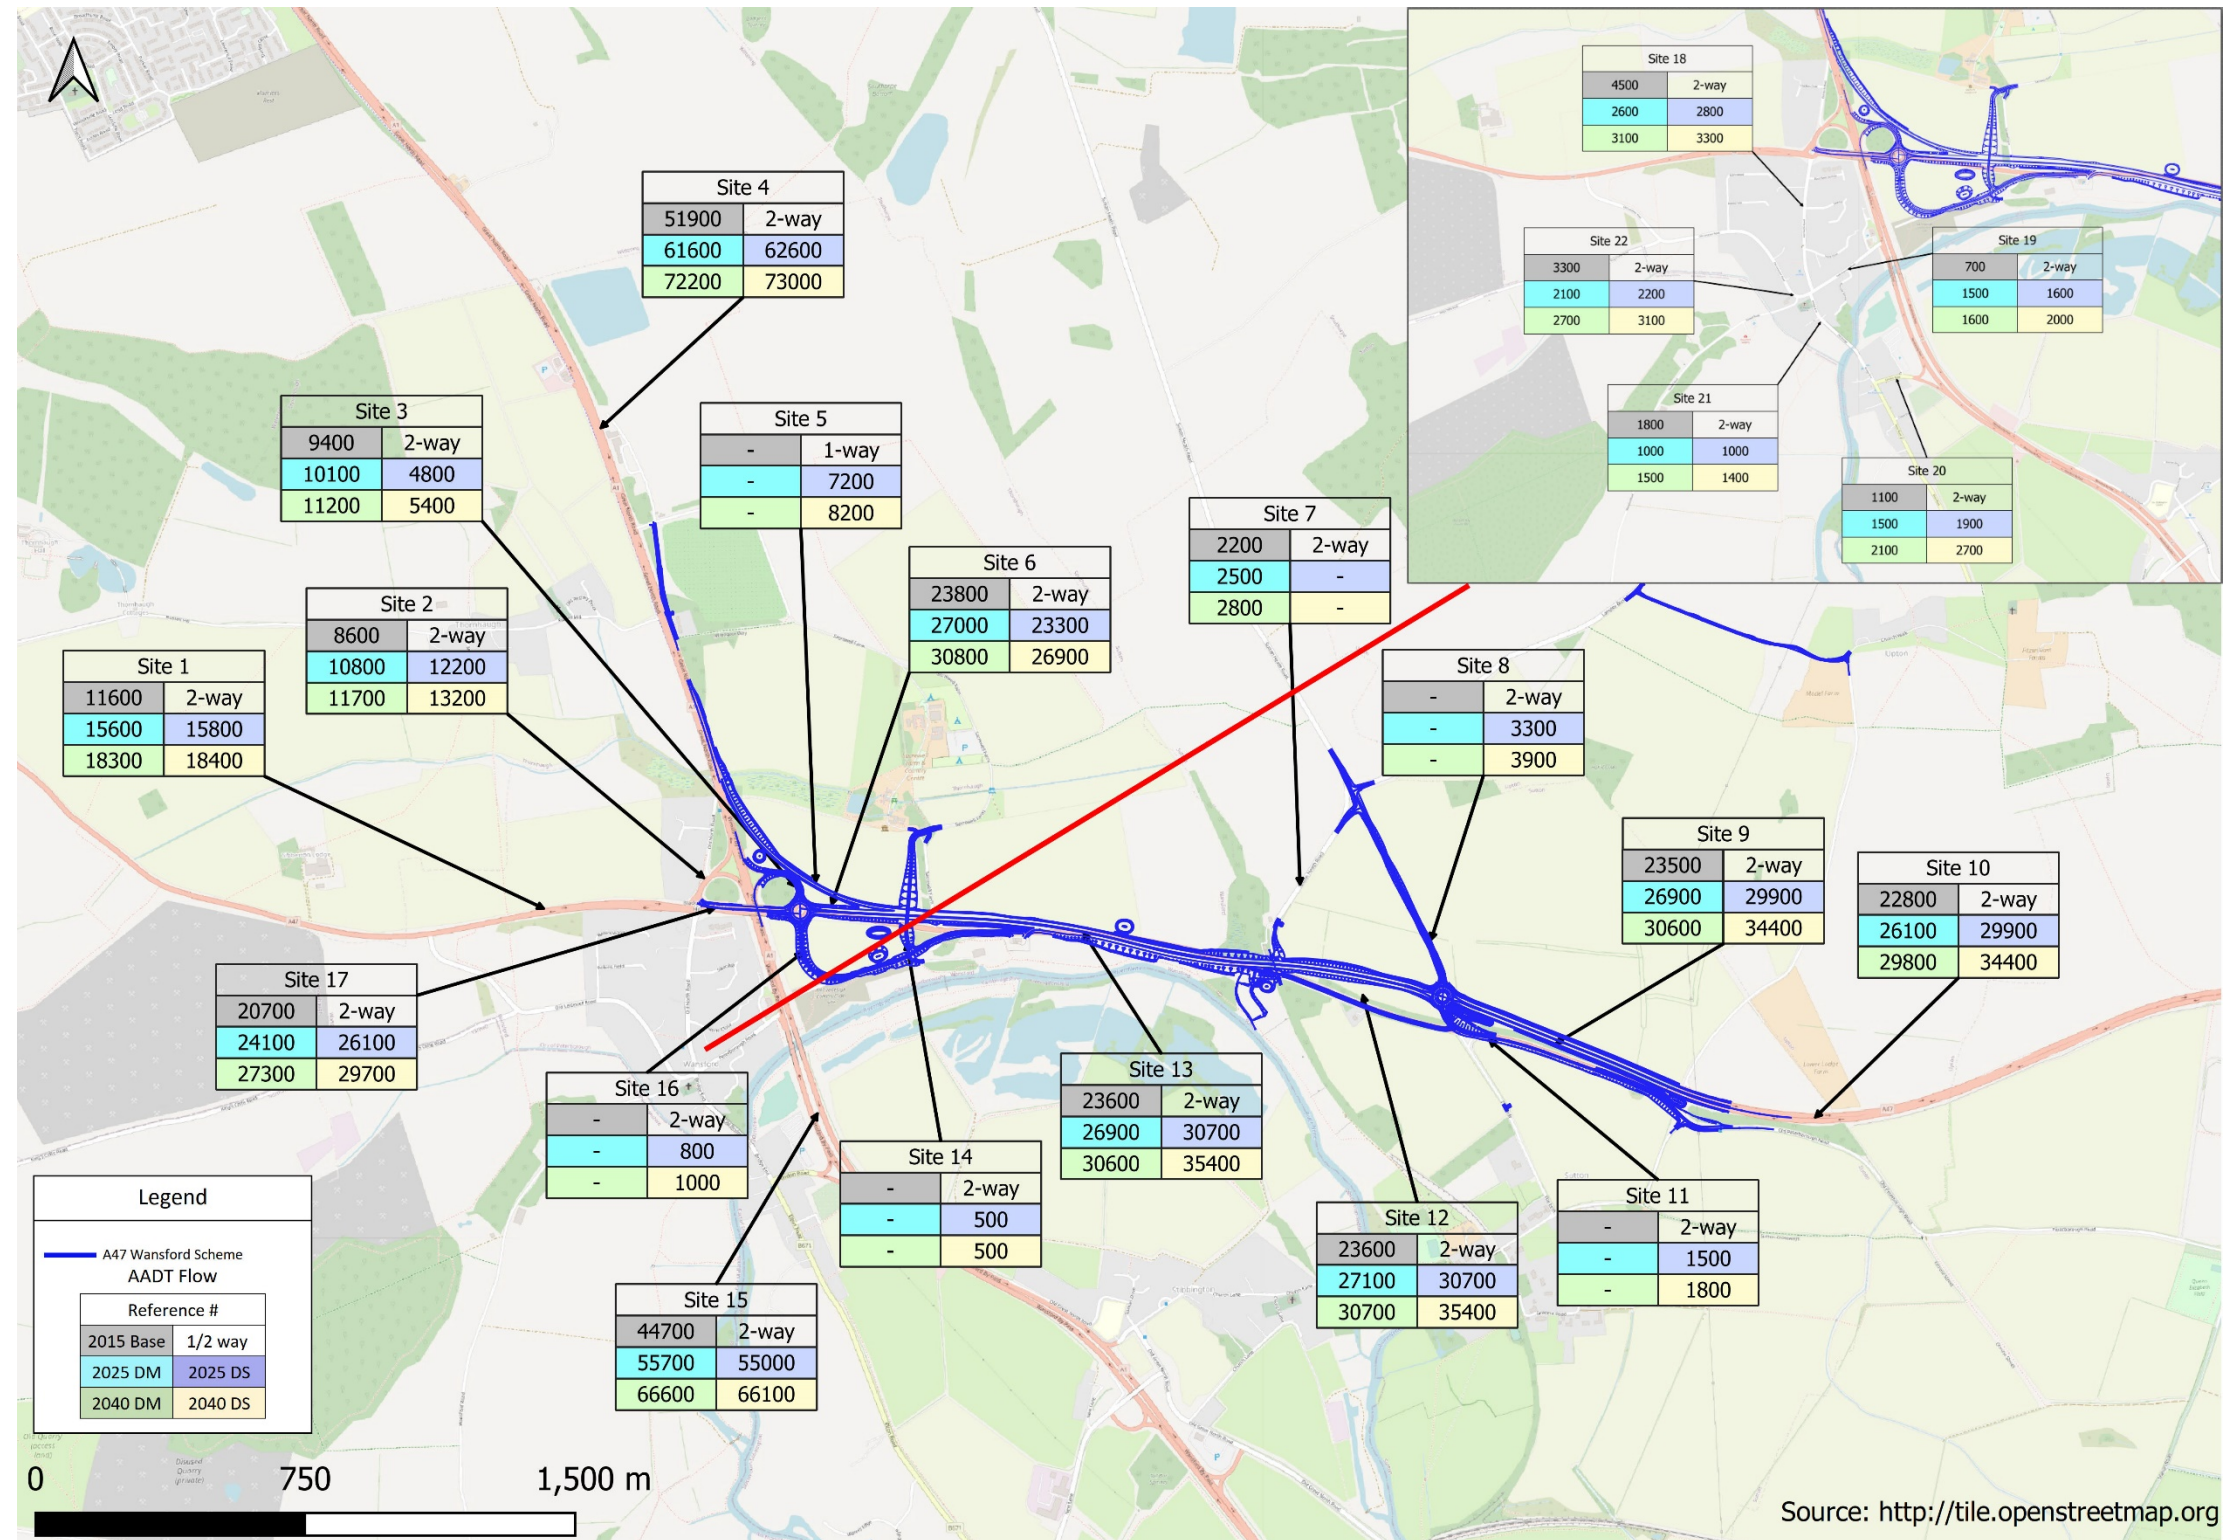 Site 4
51900 2-way
61600 62600
72200 73000
Site 3
9400 2-way
10100 4800
11200 5400
Site 5
- 1-way
- 7200
- 8200
Site 6
23800 2-way
27000 23300
30800 26900
Site 7
2200 2-way
2500 -
2800 -
Site 18
4500 2-way
2600 2800
3100 3300
Site 22
3300 2-way
2100 2200
2700 3100
Site 19
700 2-way
1500 1600
1600 2000
Site 21
1800 2-way
1000 1000
1500 1400
Site 20
1100 2-way
1500 1900
2100 2700
Site 2
8600 2-way
10800 12200
11700 13200
Site 1
11600 2-way
15600 15800
18300 18400
Site 8
- 2-way
- 3300
- 3900
Site 9
23500 2-way
26900 29900
30600 34400
Site 10
22800 2-way
26100 29900
29800 34400
Site 17
20700 2-way
24100 26100
27300 29700
Site 16
- 2-way
- 800
- 1000
Site 13
23600 2-way
26900 30700
30600 35400
Site 14
- 2-way
- 500
- 500
Site 12
23600 2-way
27100 30700
30700 35400
Site 11
- 2-way
- 1500
- 1800
Site 15
44700 2-way
55700 55000
66600 66100
Wansford
Stibbington
Sutton
Upton
A47
A1
B671
Legend
A47 Wansford Scheme
AADT Flow
Reference #
2015 Base 1/2 way
2025 DM 2025 DS
2040 DM 2040 DS
0 750 1,500 m
Source: http://tile.openstreetmap.org